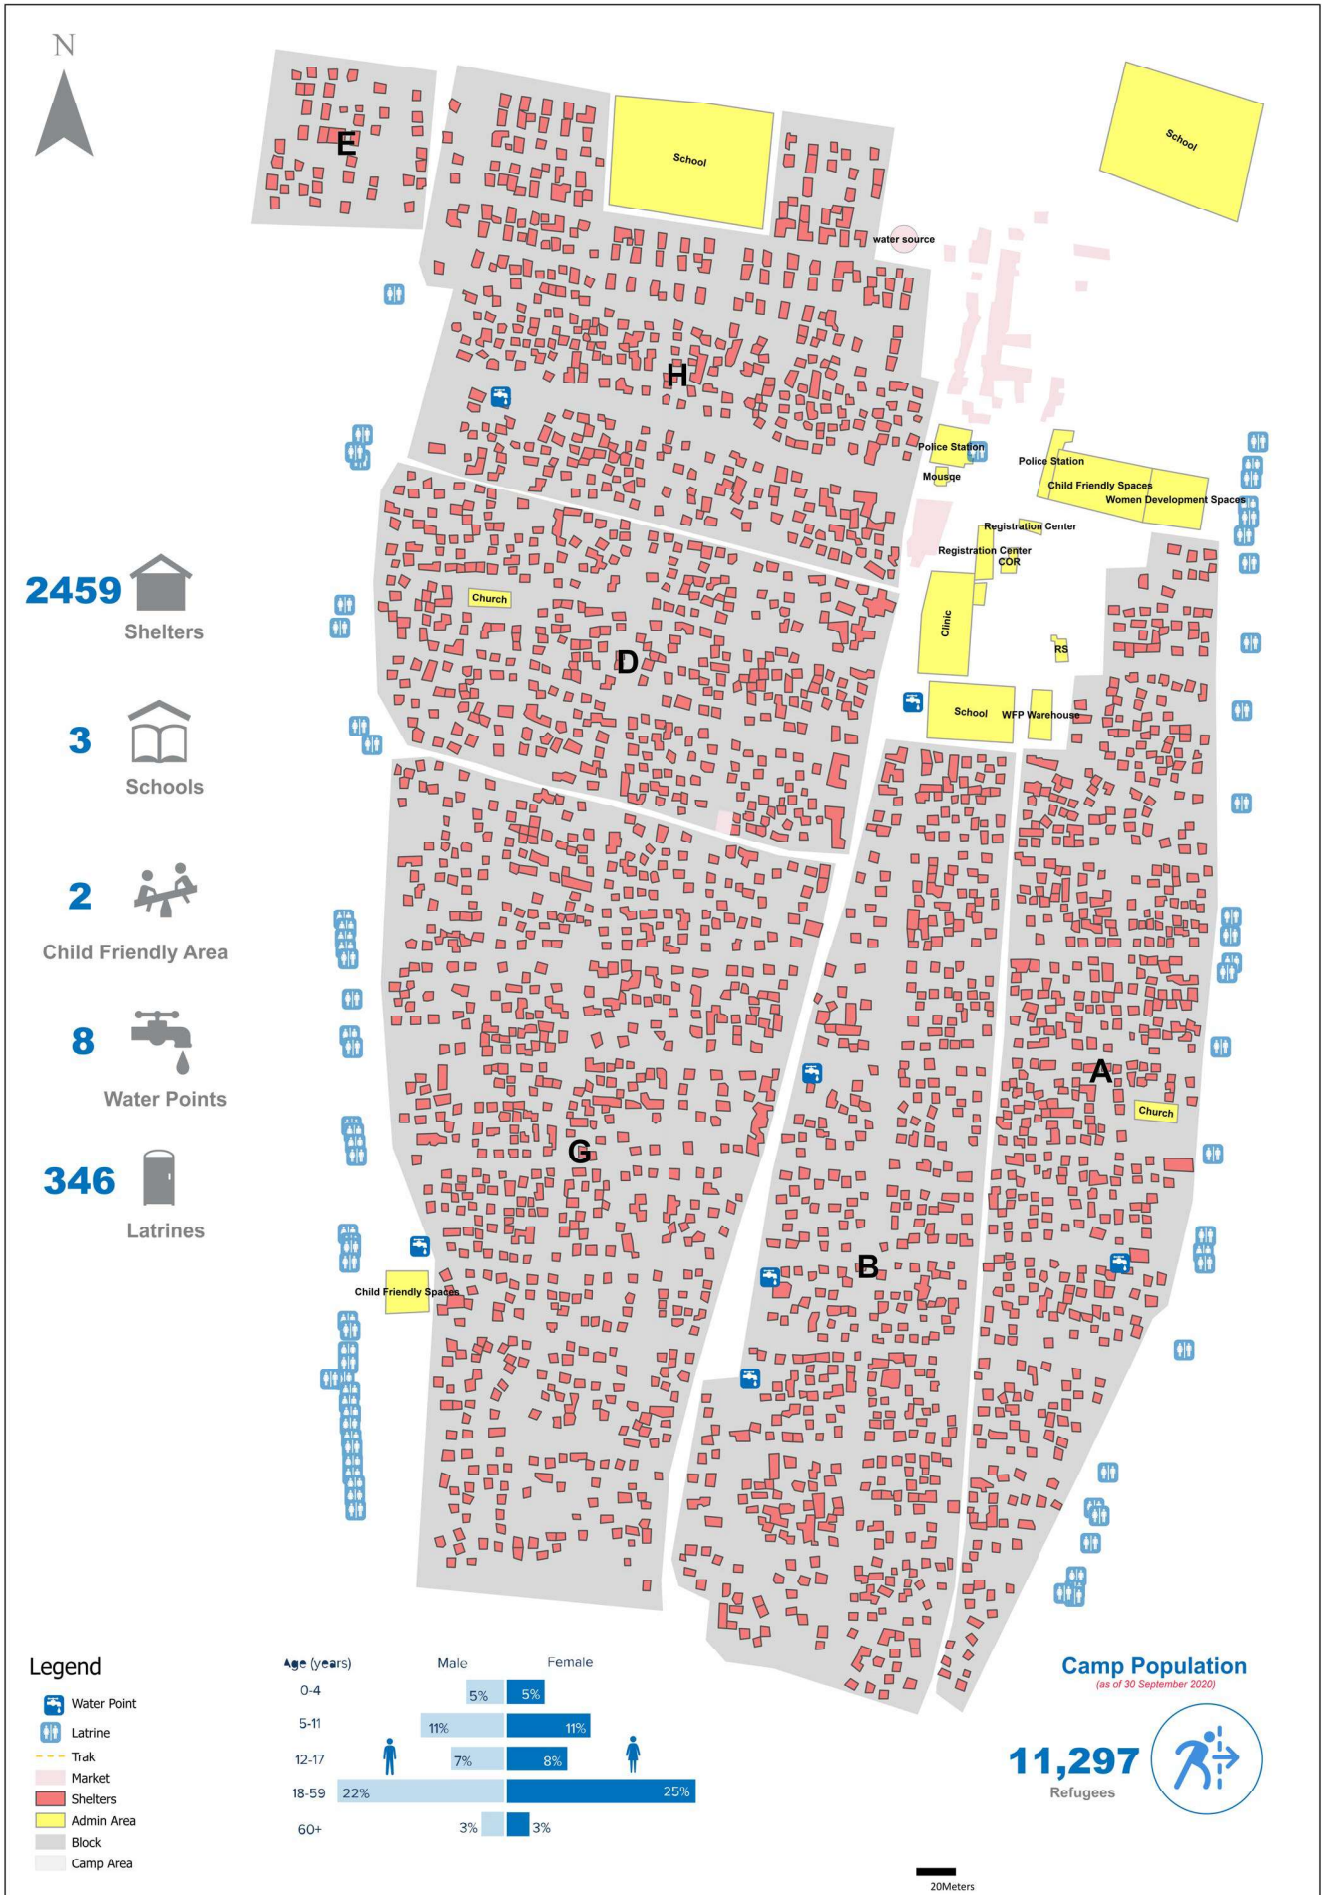 N
E
School
School
water source
H
Police Station
Mousqe
Police Station
Child Friendly Spaces
Women Development Spaces
Registration Center
Registration Center
COR
Church
Clinic
RS
D
School
WFP Warehouse
2459
Shelters
3
Schools
2
Child Friendly Area
8
Water Points
346
Latrines
A
Church
G
B
Child Friendly Spaces
Legend
Water Point
Latrine
Trak
Market
Shelters
Admin Area
Block
Camp Area
Age (years)
Male
Female
0-4
5%
5%
5-11
11%
11%
12-17
7%
8%
18-59
22%
25%
60+
3%
3%
Camp Population
(as of 30 September 2020)
11,297
Refugees
20Meters